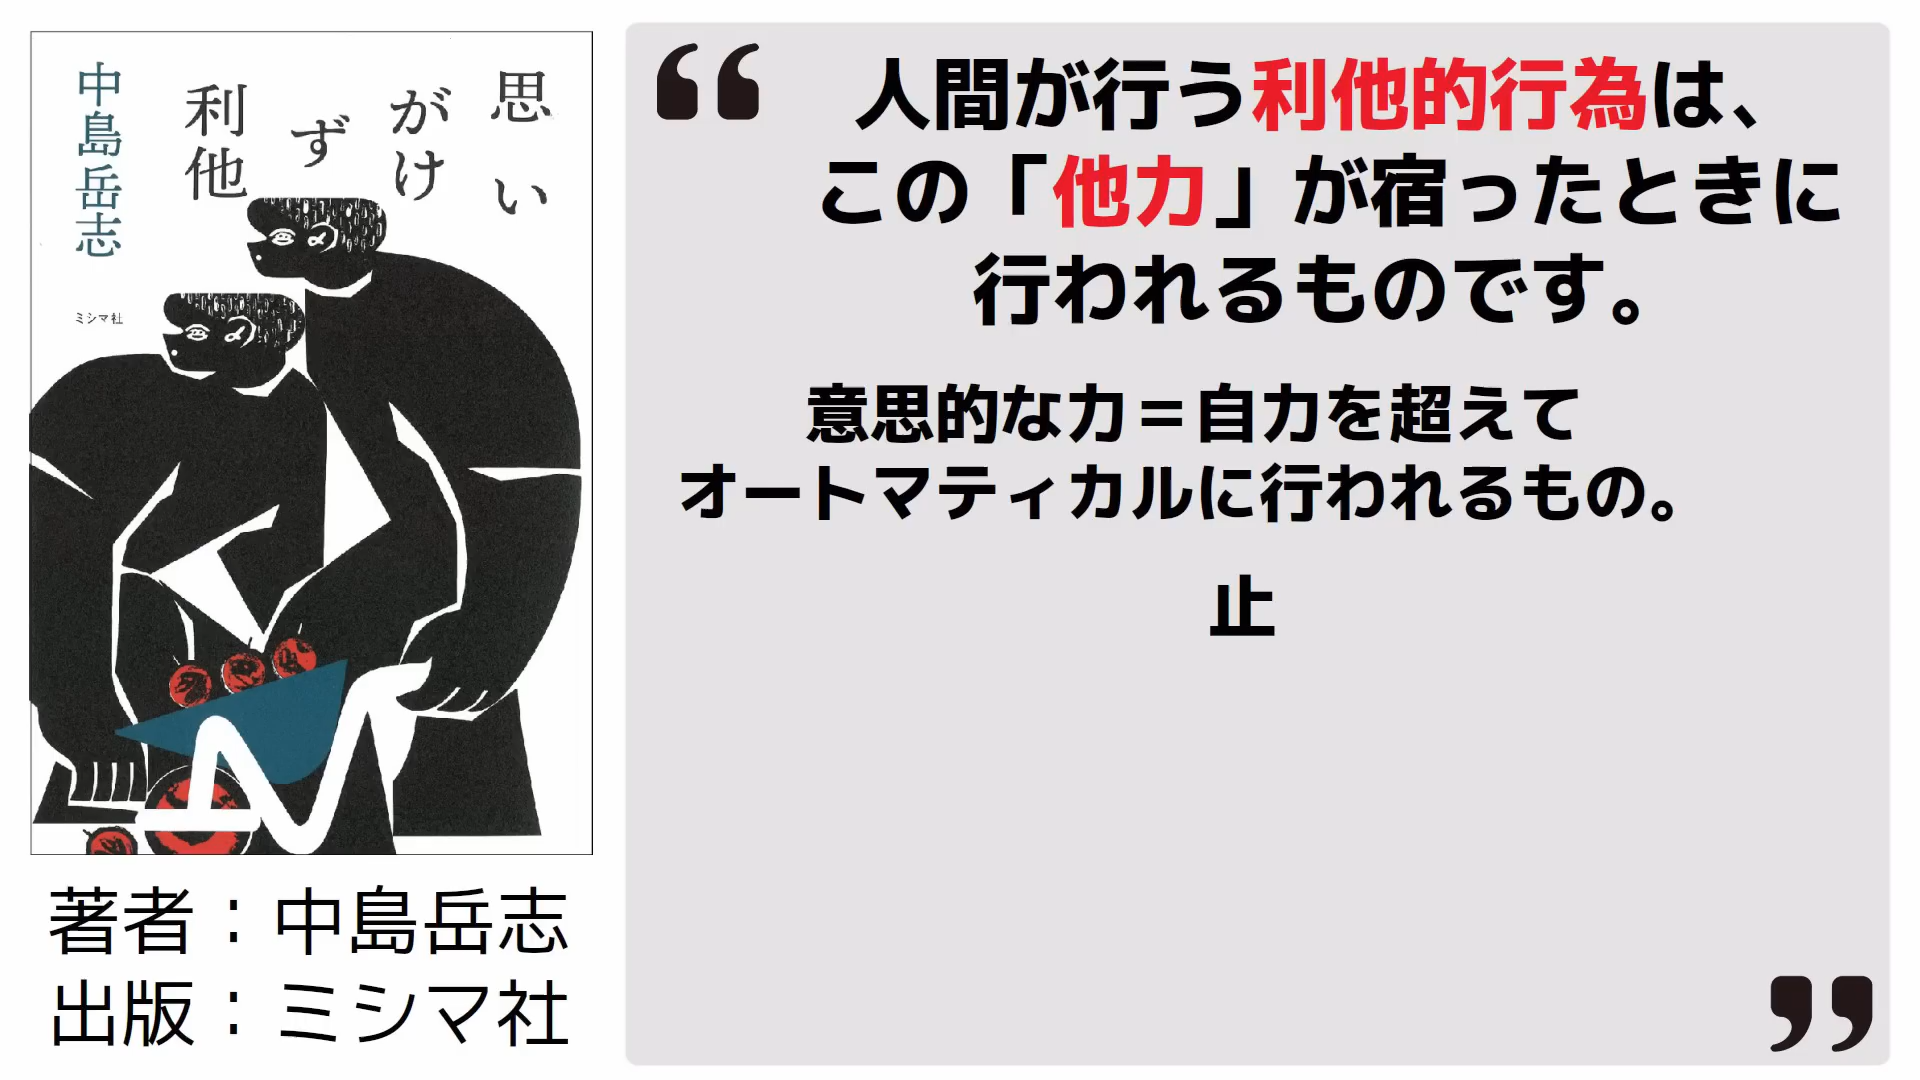 思い
がけ
ず
利他
中島岳志
ミシマ社
著者：中島岳志
出版：ミシマ社
人間が行う利他的行為は、
この「他力」が宿ったときに
行われるものです。
意思的な力＝自力を超えて
オートマティカルに行われるもの。
止